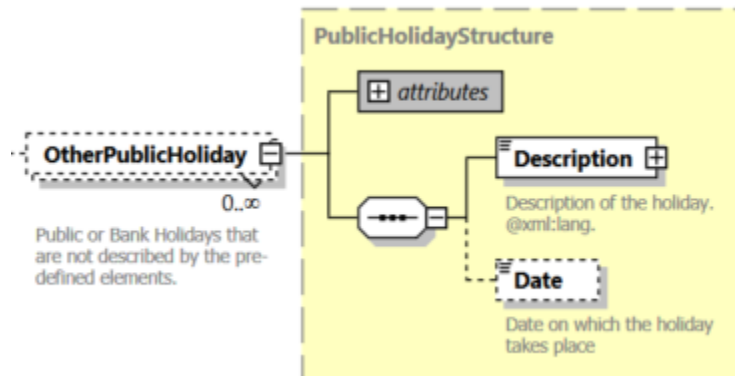 PublicHolidayStructure
attributes
OtherPublicHoliday
0..∞
Public or Bank Holidays that
are not described by the pre-
defined elements.
Description
Description of the holiday.
@xml:lang.
Date
Date on which the holiday
takes place